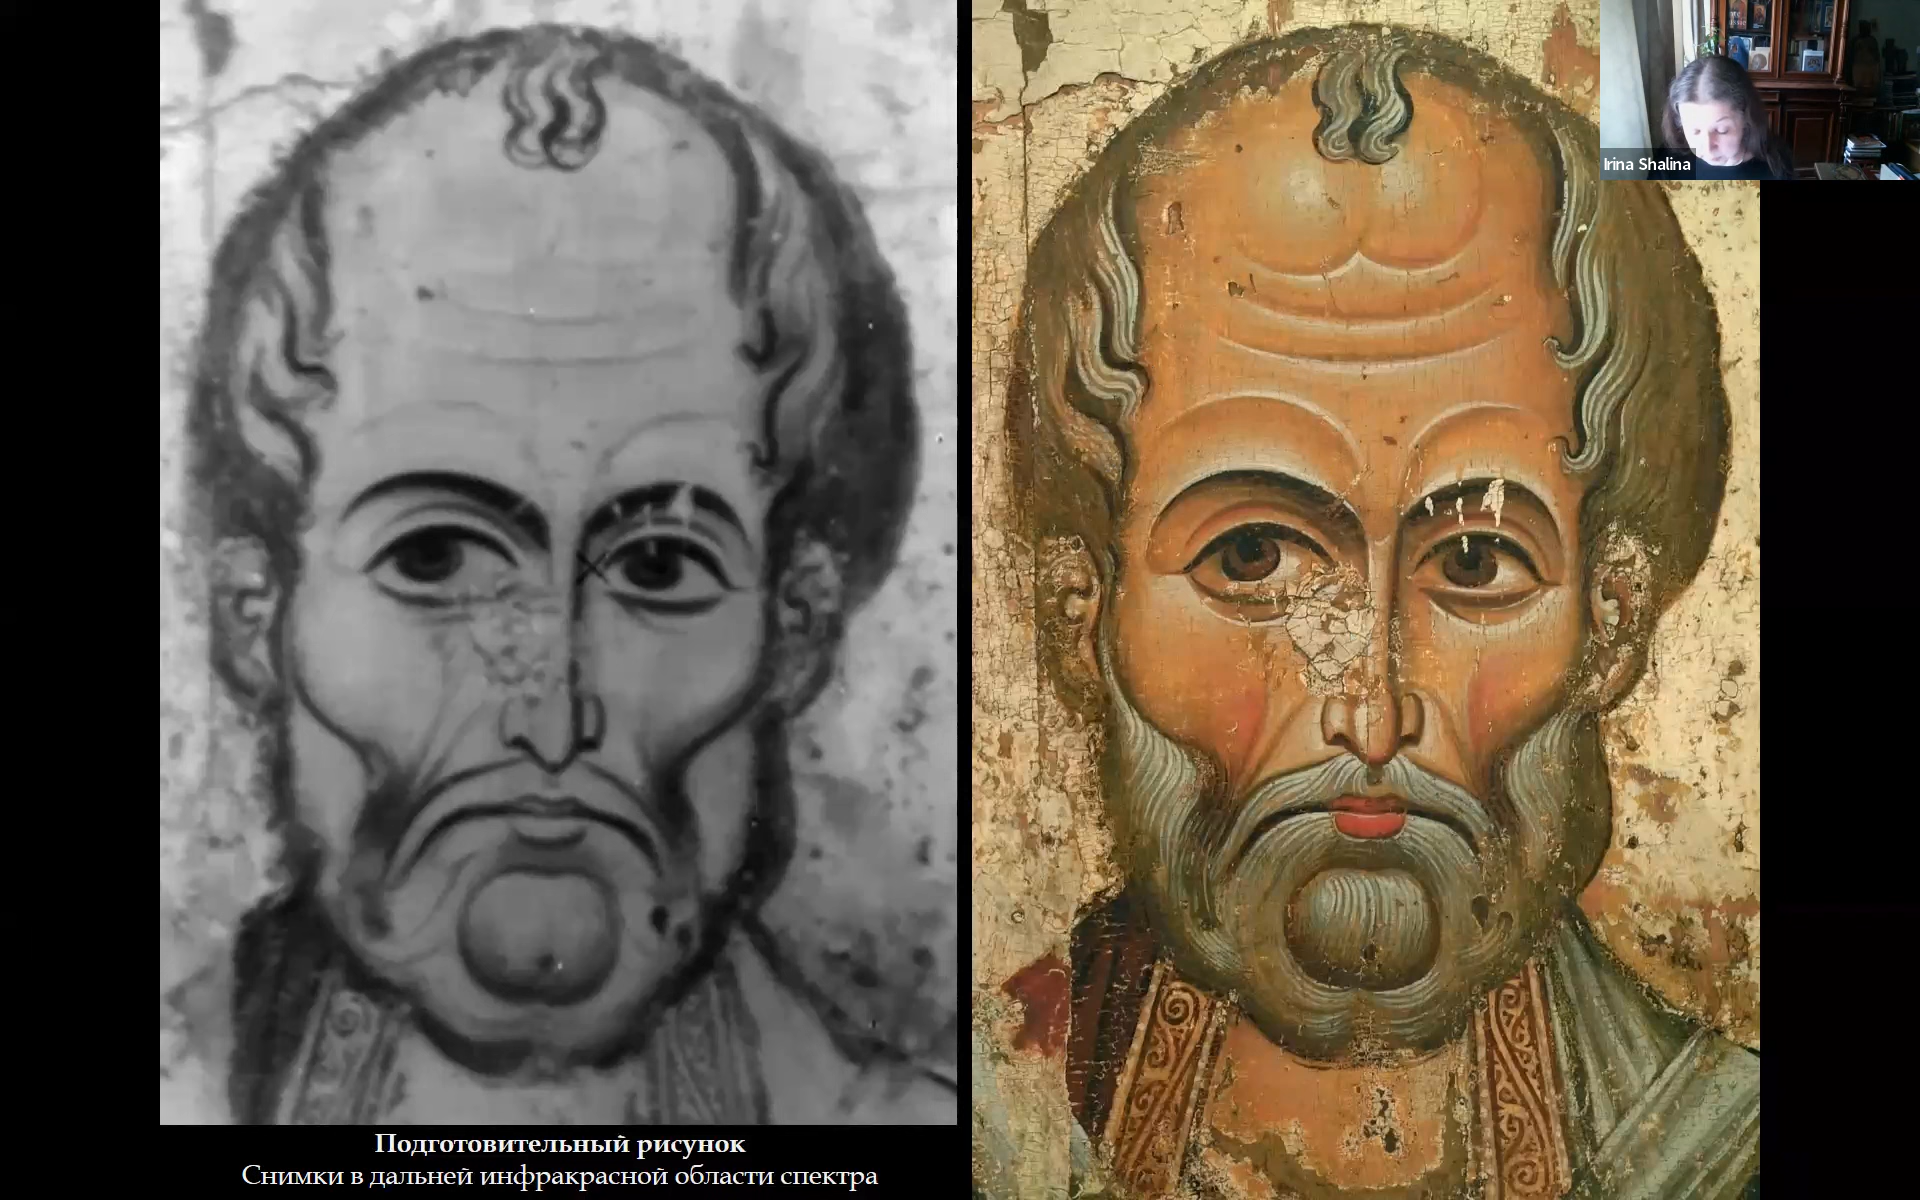 Irina Shalina
Подготовительный рисунок
Снимки в дальней инфракрасной области спектра